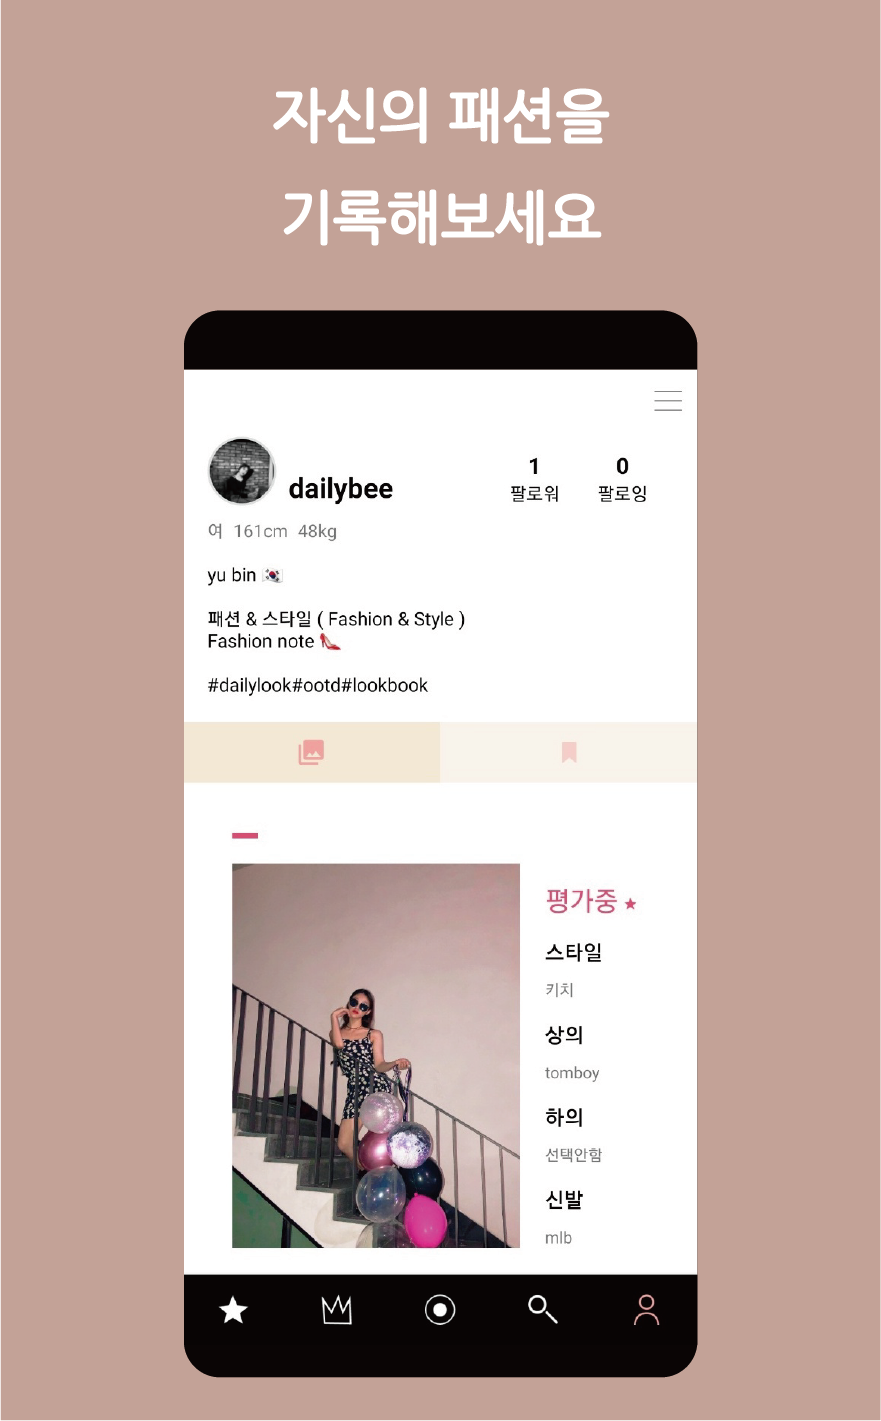 자신의 패션을
기록해보세요
dailybee
1
팔로워
0
팔로잉
여 161cm 48kg
yu bin 🇰🇷
패션 & 스타일 ( Fashion & Style )
Fashion note 👠
#dailylook#ootd#lookbook
평가중 ★
스타일
키치
상의
tomboy
하의
선택안함
신발
mlb